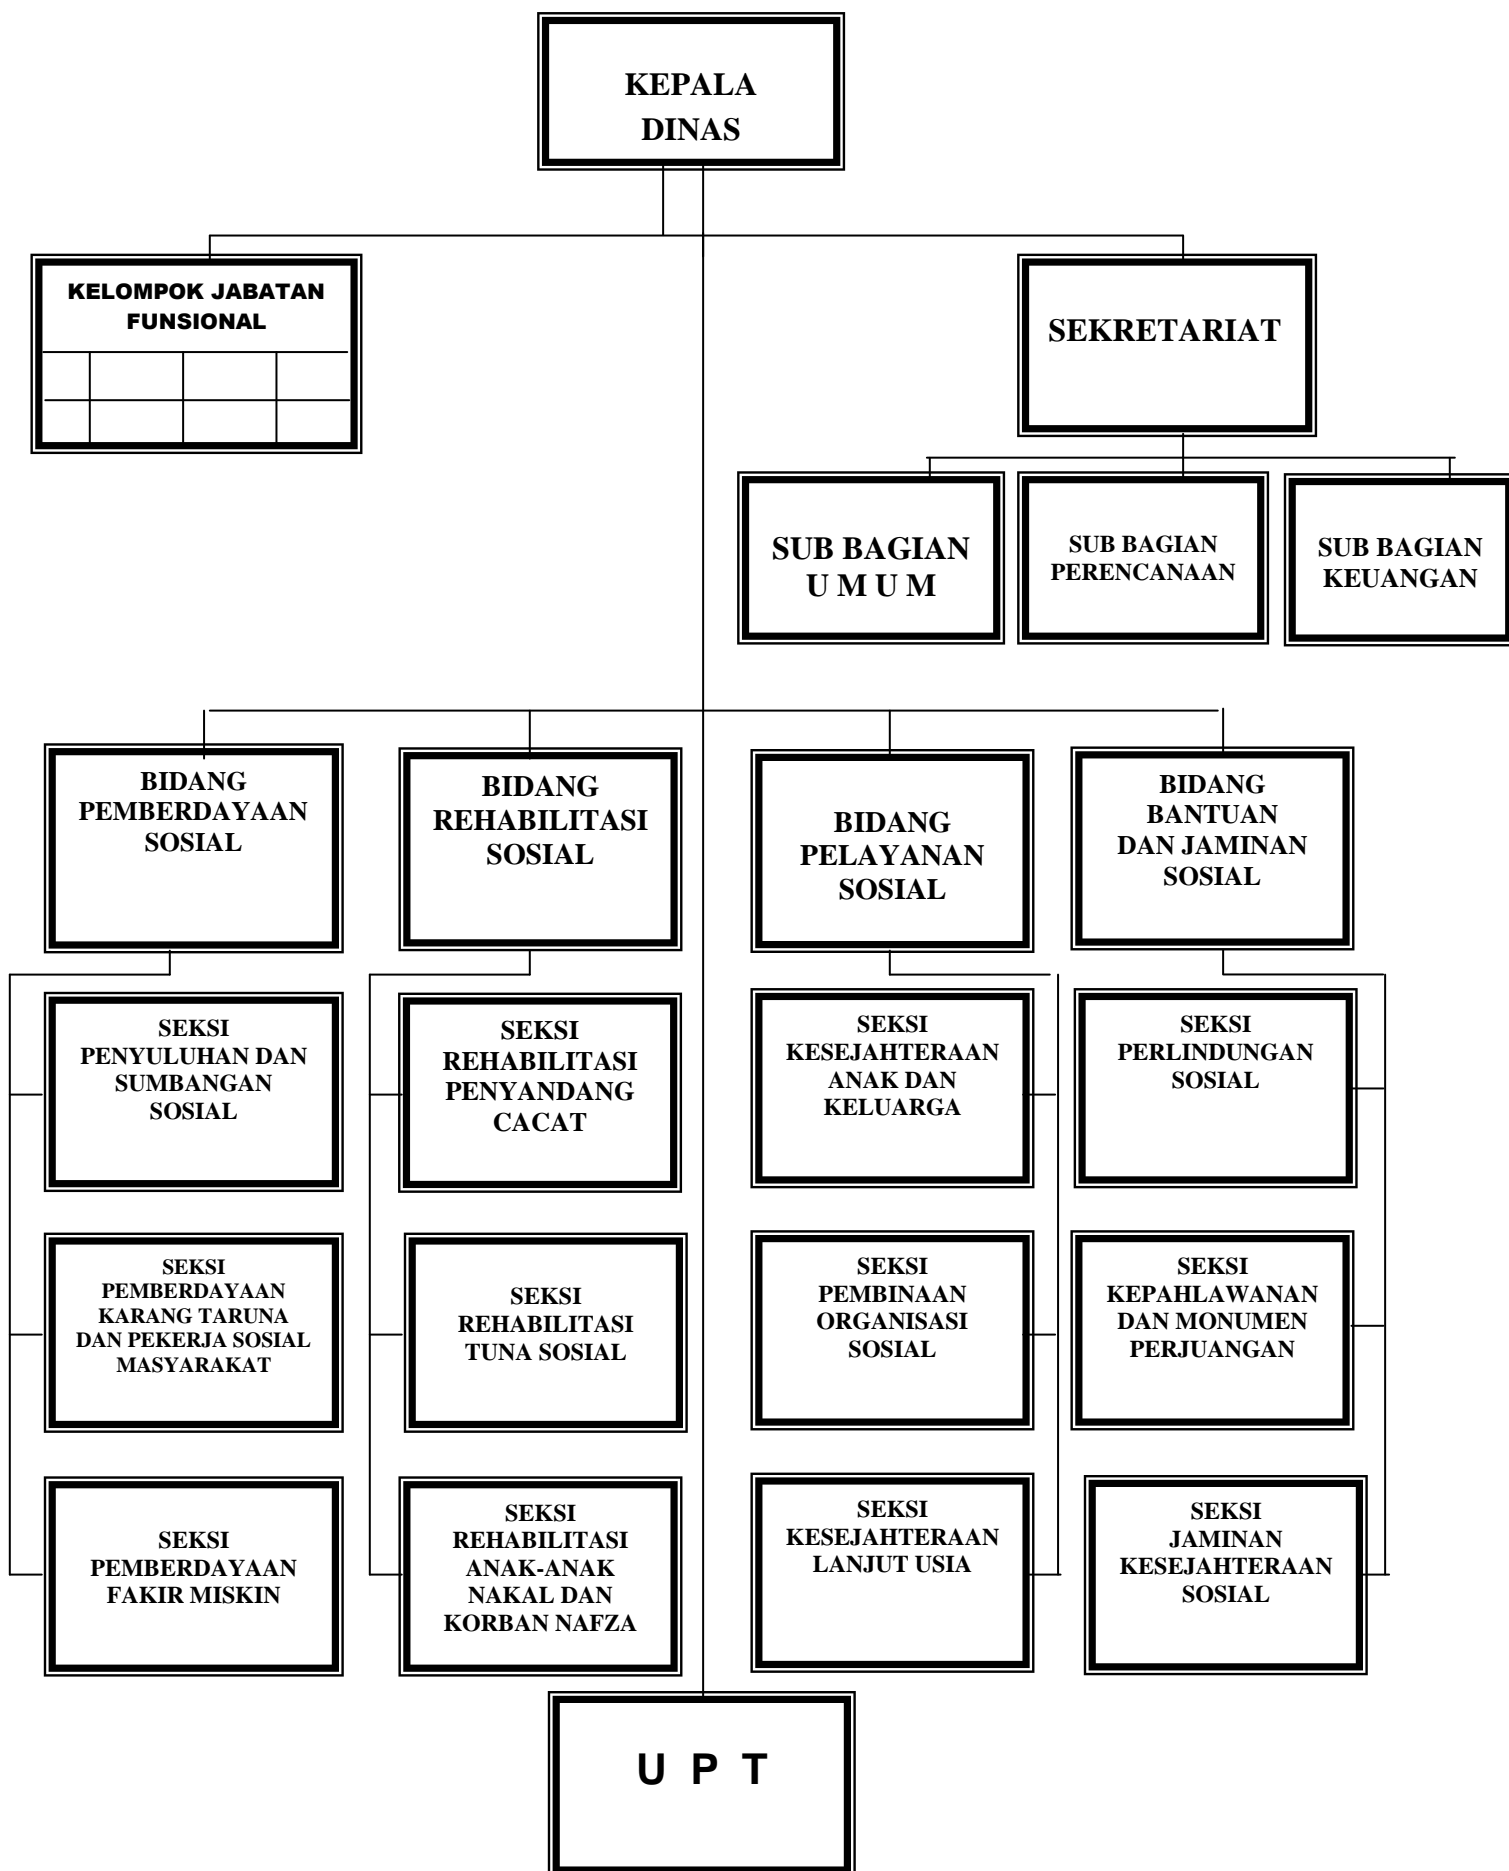 KEPALA
DINAS
KELOMPOK JABATAN
FUNSIONAL
SEKRETARIAT
SUB BAGIAN
U M U M
SUB BAGIAN
PERENCANAAN
SUB BAGIAN
KEUANGAN
BIDANG
PEMBERDAYAAN
SOSIAL
BIDANG
REHABILITASI
SOSIAL
BIDANG
PELAYANAN
SOSIAL
BIDANG
BANTUAN
DAN JAMINAN
SOSIAL
SEKSI
PENYULUHAN DAN
SUMBANGAN
SOSIAL
SEKSI
REHABILITASI
PENYANDANG
CACAT
SEKSI
KESEJAHTERAAN
ANAK DAN
KELUARGA
SEKSI
PERLINDUNGAN
SOSIAL
SEKSI
PEMBERDAYAAN
KARANG TARUNA
DAN PEKERJA SOSIAL
MASYARAKAT
SEKSI
REHABILITASI
TUNA SOSIAL
SEKSI
PEMBINAAN
ORGANISASI
SOSIAL
SEKSI
KEPAHLAWANAN
DAN MONUMEN
PERJUANGAN
SEKSI
PEMBERDAYAAN
FAKIR MISKIN
SEKSI
REHABILITASI
ANAK-ANAK
NAKAL DAN
KORBAN NAFZA
SEKSI
KESEJAHTERAAN
LANJUT USIA
SEKSI
JAMINAN
KESEJAHTERAAN
SOSIAL
U P T